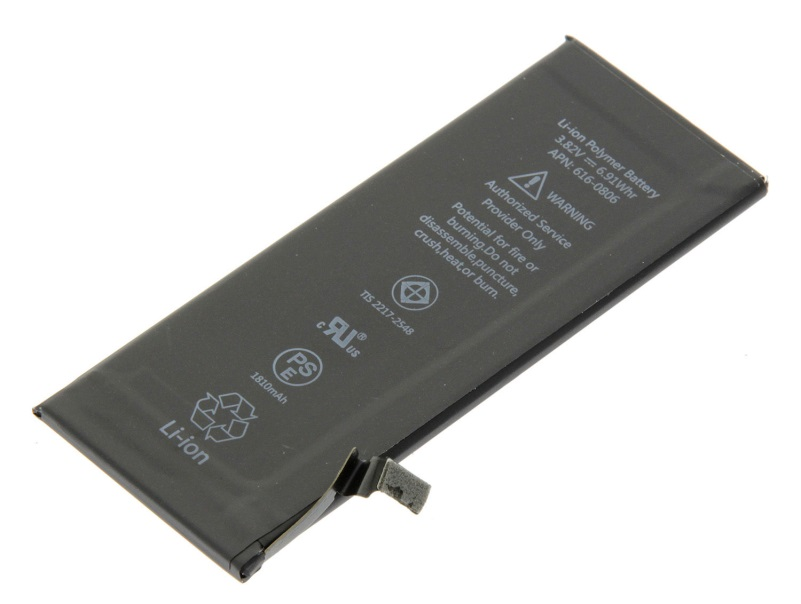 Li-ion Polymer Battery
3.82V⎓ 6.91Whr
APN: 616-0806
WARNING
Authorized Service
Provider Only
Potential for fire or
burning.Do not
disassemble,puncture,
crush,heat,or burn.
TIS 2217-2548
c RU® US
PS
E
1810mAh
Li-ion